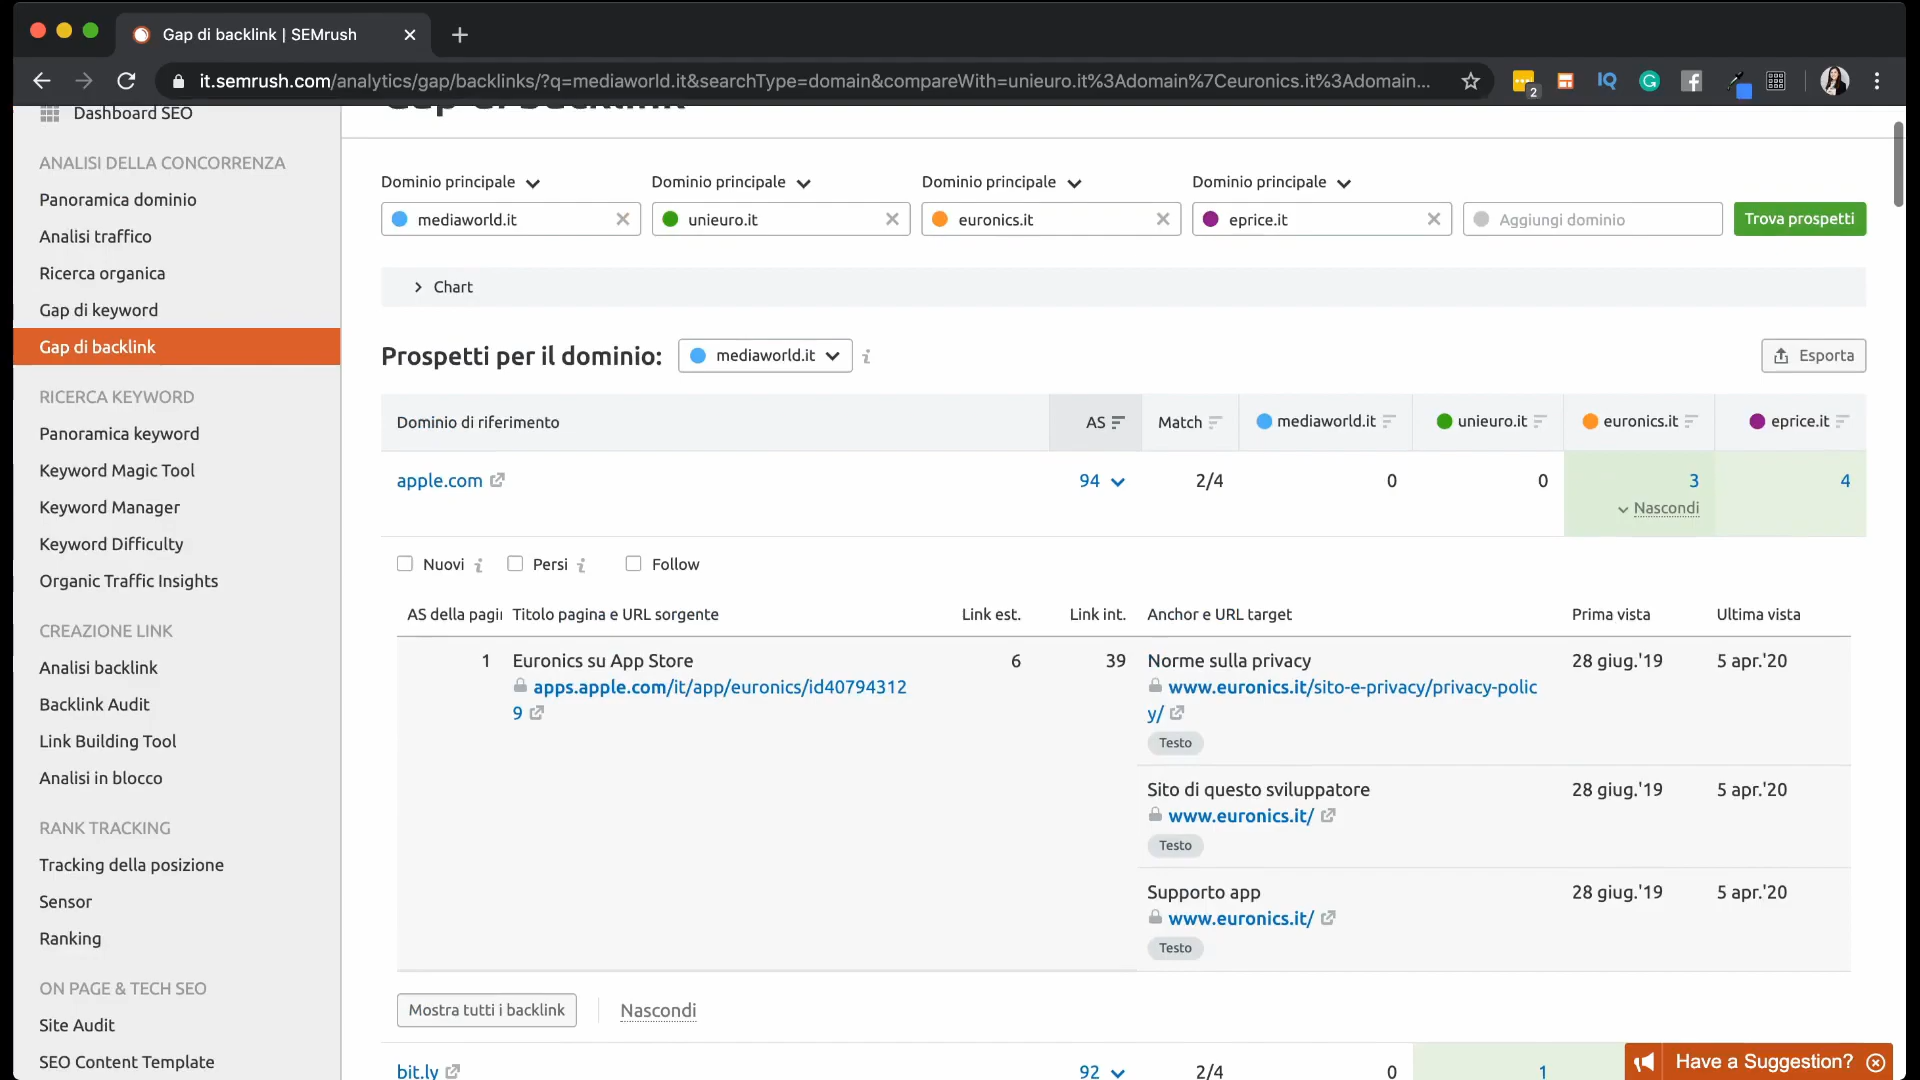 Gap di backlink | SEMrush
it.semrush.com/analytics/gap/backlinks/?q=mediaworld.it&searchType=domain&compareWith=unieuro.it%3Adomain%7Ceuronics.it%3Adomain...
2
Gap di backlink
Dashboard SEO
ANALISI DELLA CONCORRENZA
Panoramica dominio
Analisi traffico
Ricerca organica
Gap di keyword
Gap di backlink
RICERCA KEYWORD
Panoramica keyword
Keyword Magic Tool
Keyword Manager
Keyword Difficulty
Organic Traffic Insights
CREAZIONE LINK
Analisi backlink
Backlink Audit
Link Building Tool
Analisi in blocco
RANK TRACKING
Tracking della posizione
Sensor
Ranking
ON PAGE & TECH SEO
Site Audit
SEO Content Template
Dominio principale Dominio principale Dominio principale Dominio principale
mediaworld.it unieuro.it euronics.it eprice.it Aggiungi dominio Trova prospetti
Chart
Prospetti per il dominio: mediaworld.it Esporta
Dominio di riferimento AS Match mediaworld.it unieuro.it euronics.it eprice.it
apple.com 94 2/4 0 0 3 4
Nascondi
Nuovi Persi Follow
AS della pagin Titolo pagina e URL sorgente Link est. Link int. Anchor e URL target Prima vista Ultima vista
1 Euronics su App Store 6 39 Norme sulla privacy 28 giug.'19 5 apr.'20
apps.apple.com/it/app/euronics/id40794312 www.euronics.it/sito-e-privacy/privacy-polic
9 y/
Testo
Sito di questo sviluppatore 28 giug.'19 5 apr.'20
www.euronics.it/
Testo
Supporto app 28 giug.'19 5 apr.'20
www.euronics.it/
Testo
Mostra tutti i backlink Nascondi
bit.ly 92 2/4 0 1
Have a Suggestion?